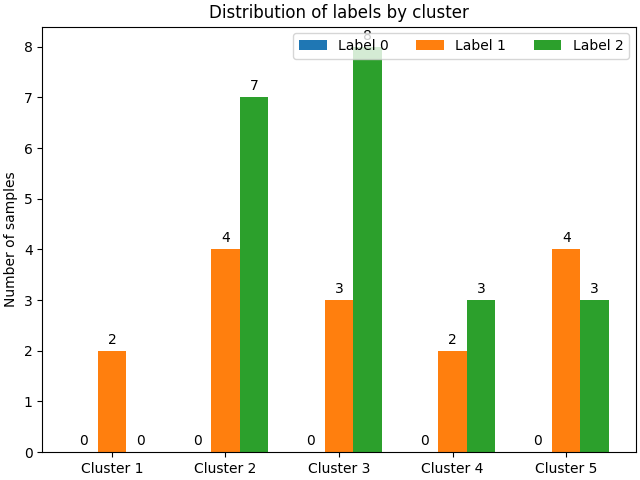 Distribution of labels by cluster
Number of samples
8
7
6
5
4
3
2
1
0
Label 0 Label 1 Label 2
0 2 0
0 4 7
0 3 8
0 2 3
0 4 3
Cluster 1 Cluster 2 Cluster 3 Cluster 4 Cluster 5